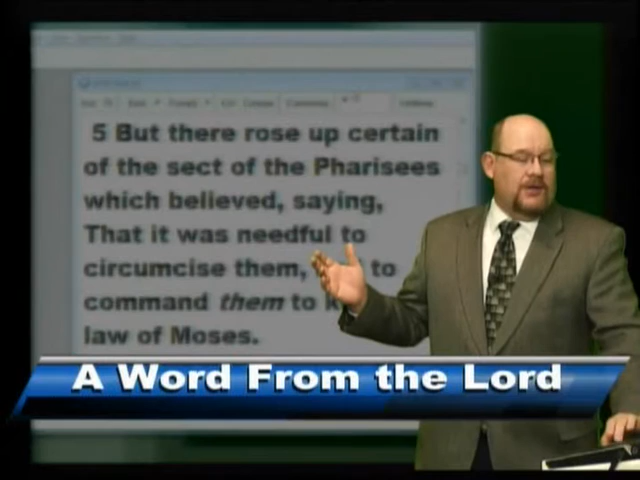 5 But there rose up certain
of the sect of the Pharisees
which believed, saying,
That it was needful to
circumcise them, to
command them to
law of Moses.
A Word From the Lord